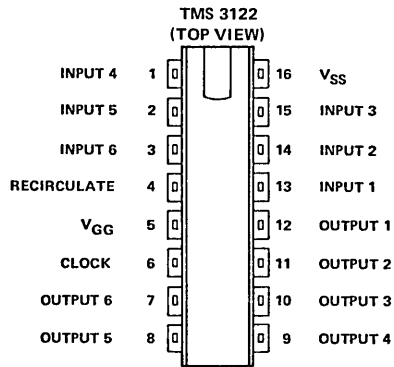 TMS 3122
(TOP VIEW)
INPUT 4 1 16 VSS
INPUT 5 2 15 INPUT 3
INPUT 6 3 14 INPUT 2
RECIRCULATE 4 13 INPUT 1
VGG 5 12 OUTPUT 1
CLOCK 6 11 OUTPUT 2
OUTPUT 6 7 10 OUTPUT 3
OUTPUT 5 8 9 OUTPUT 4